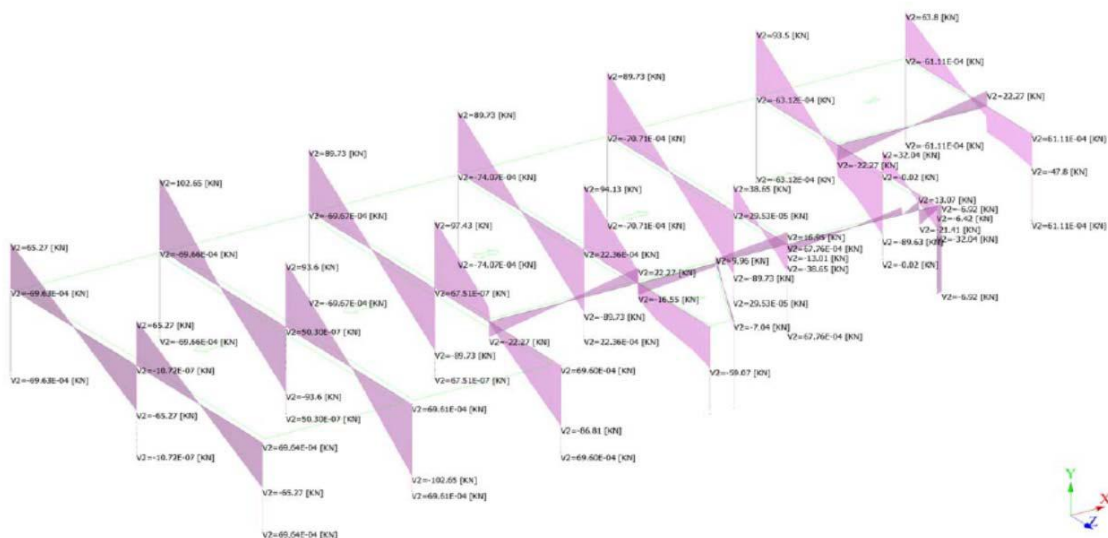 V2=63.8 [KN]
V2=93.5 [KN]
V2=-61.11E-04 [KN]
V2=89.73 [KN]
V2=-63.12E-04 [KN]
V2=22.27 [KN]
V2=89.73 [KN]
V2=-70.71E-04 [KN]
V2=61.11E-04 [KN]
V2=-61.11E-04 [KN]
V2=89.73 [KN]
V2=32.04 [KN]
V2=-22.27 [KN]
V2=-47.8 [KN]
V2=-74.07E-04 [KN]
V2=-0.02 [KN]
V2=102.65 [KN]
V2=-63.12E-04 [KN]
V2=94.13 [KN]
V2=38.65 [KN]
V2=13.07 [KN]
V2=-6.92 [KN]
V2=-69.67E-04 [KN]
V2=29.53E-05 [KN]
V2=-6.42 [KN]
V2=97.43 [KN]
V2=-70.71E-04 [KN]
V2=61.11E-04 [KN]
V2=-21.41 [KN]
V2=16.95 [KN]
V2=-32.04 [KN]
V2=65.27 [KN]
V2=-89.63 [KN]
V2=-69.66E-04 [KN]
V2=22.36E-04 [KN]
V2=67.76E-04 [KN]
V2=93.6 [KN]
V2=-74.07E-04 [KN]
V2=9.96 [KN]
V2=-13.01 [KN]
V2=-0.02 [KN]
V2=22.27 [KN]
V2=-38.65 [KN]
V2=-89.73 [KN]
V2=-69.63E-04 [KN]
V2=67.51E-07 [KN]
V2=-6.92 [KN]
V2=-16.55 [KN]
V2=-69.67E-04 [KN]
V2=29.53E-05 [KN]
V2=-89.73 [KN]
V2=65.27 [KN]
V2=-7.04 [KN]
V2=50.30E-07 [KN]
V2=67.76E-04 [KN]
V2=-69.66E-04 [KN]
V2=-22.27 [KN]
V2=22.36E-04 [KN]
V2=-89.73 [KN]
V2=-10.72E-07 [KN]
V2=69.60E-04 [KN]
V2=-59.07 [KN]
V2=-69.63E-04 [KN]
V2=67.51E-07 [KN]
V2=-93.6 [KN]
V2=69.61E-04 [KN]
V2=-65.27 [KN]
V2=50.30E-07 [KN]
V2=-86.81 [KN]
V2=69.64E-04 [KN]
V2=-10.72E-07 [KN]
V2=69.60E-04 [KN]
V2=-102.65 [KN]
V2=-65.27 [KN]
V2=69.61E-04 [KN]
V2=69.64E-04 [KN]
Y
X
Z